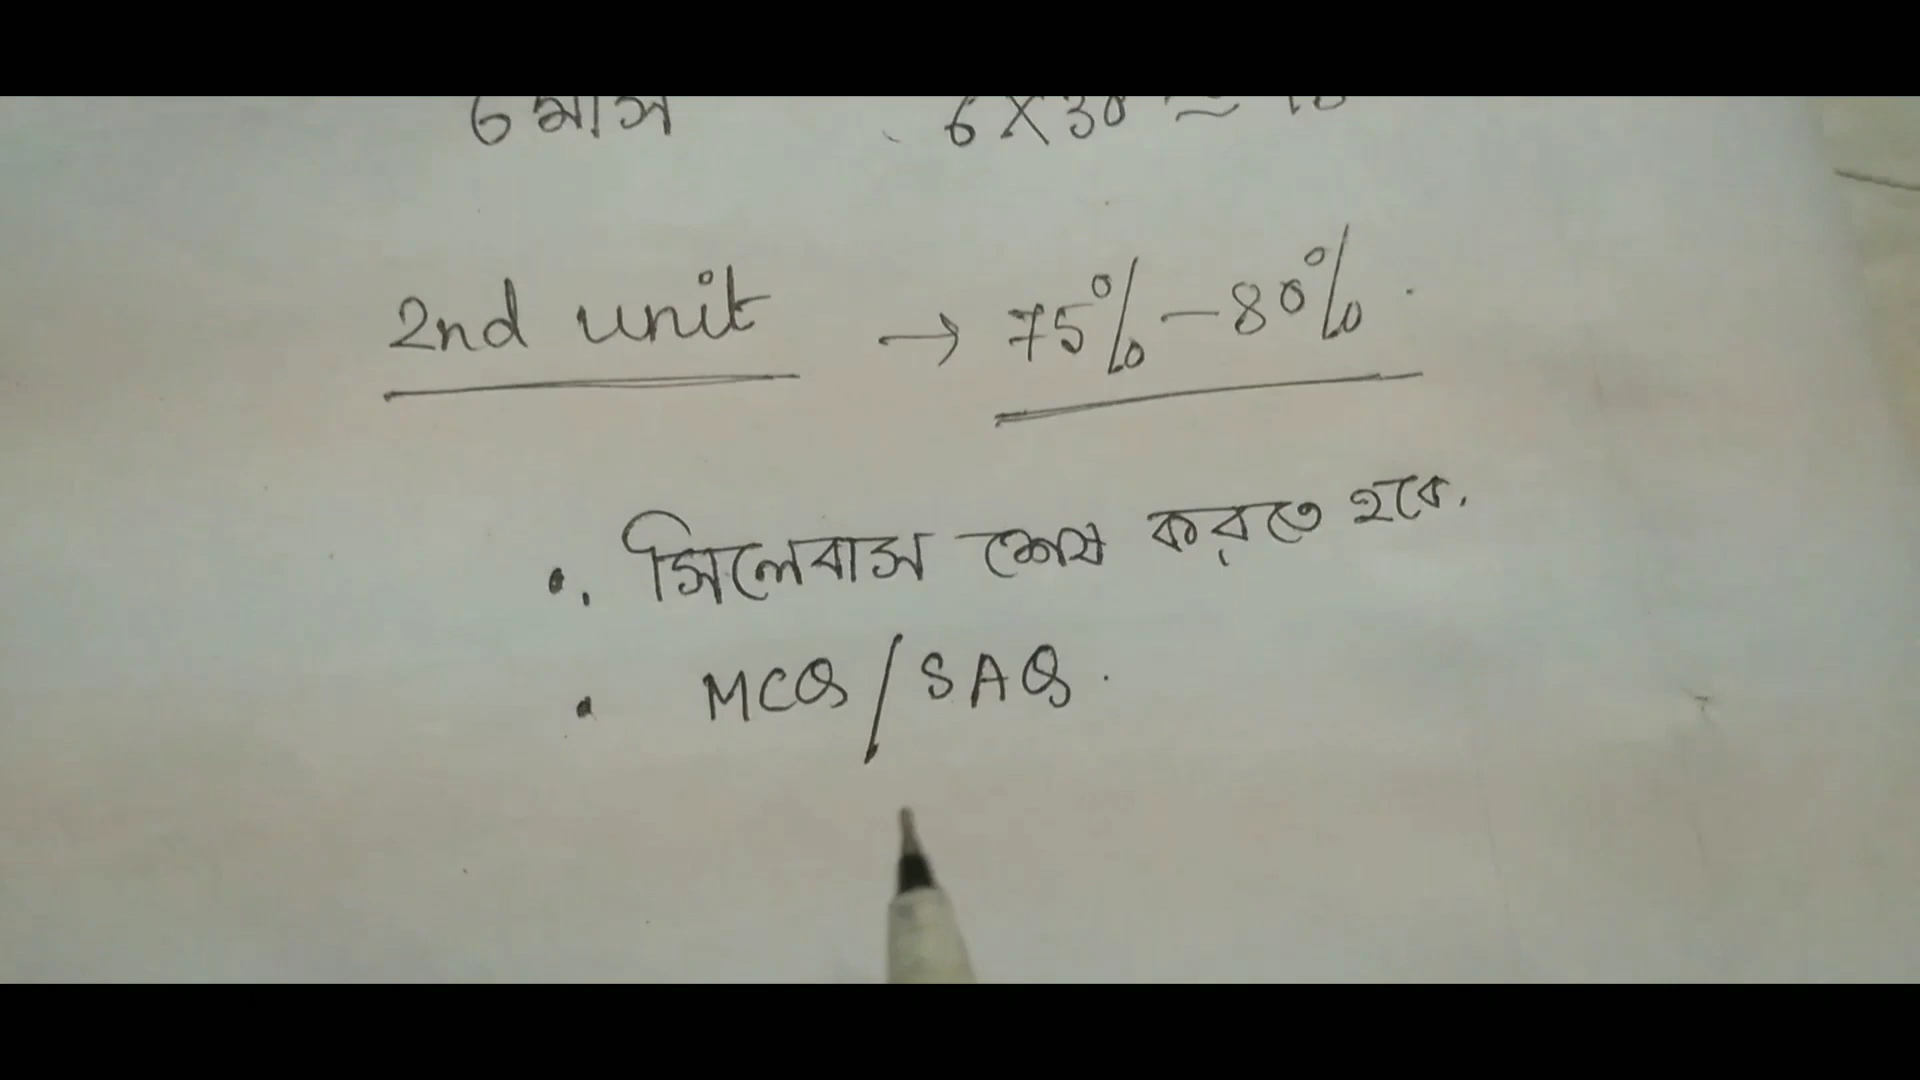 ৬ মাস 6×30 =
2nd unit → 75% – 80%.
• সিলেবাস শেষ করতে হবে.
• MCQ / SAQ.